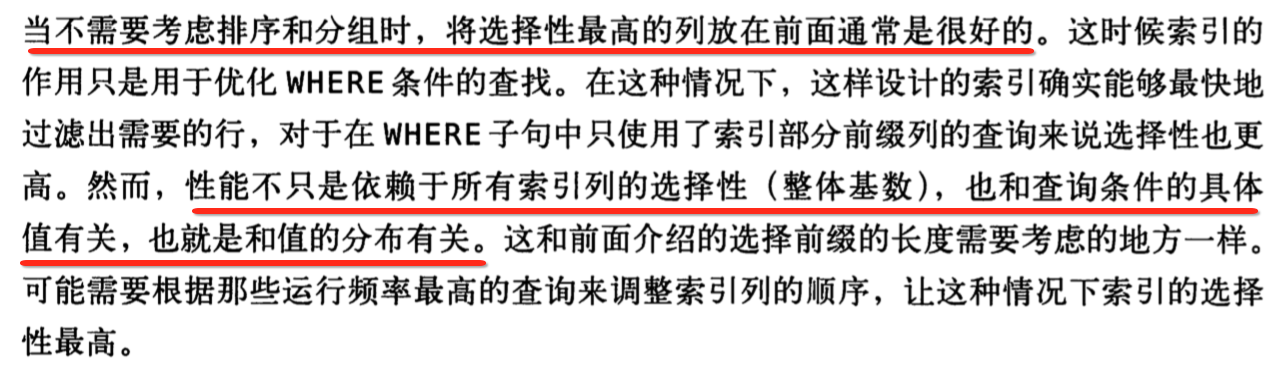 当不需要考虑排序和分组时，将选择性最高的列放在前面通常是很好的。这时候索引的
作用只是用于优化 WHERE 条件的查找。在这种情况下，这样设计的索引确实能够最快地
过滤出需要的行，对于在 WHERE 子句中只使用了索引部分前缀列的查询来说选择性也更
高。然而，性能不只是依赖于所有索引列的选择性（整体基数），也和查询条件的具体
值有关，也就是和值的分布有关。这和前面介绍的选择前缀的长度需要考虑的地方一样。
可能需要根据那些运行频率最高的查询来调整索引列的顺序，让这种情况下索引的选择
性最高。